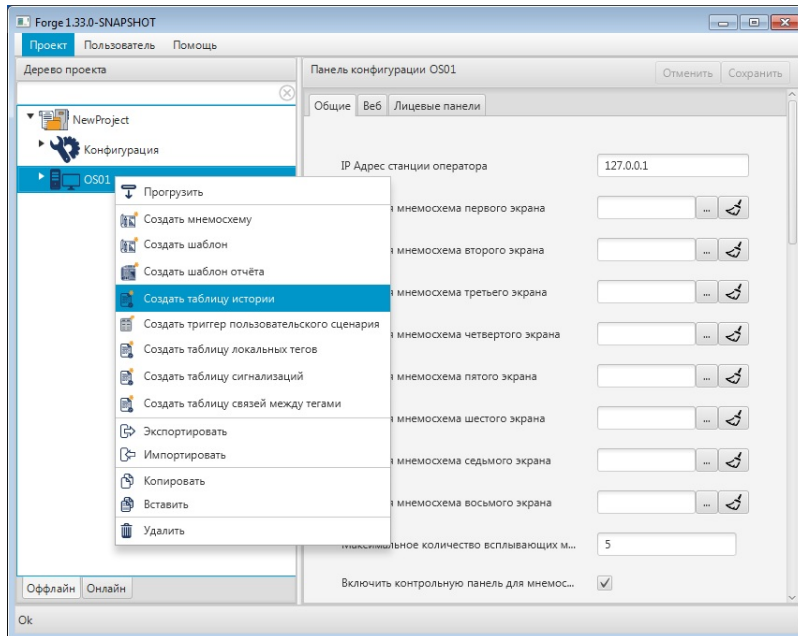 Forge 1.33.0-SNAPSHOT
Проект Пользователь Помощь
Дерево проекта
Панель конфигурации OS01
Отменить Сохранить
Общие Веб Лицевые панели
NewProject
Конфигурация
OS01
Прогрузить
Создать мнемосхему
Создать шаблон
Создать шаблон отчёта
Создать таблицу истории
Создать триггер пользовательского сценария
Создать таблицу локальных тегов
Создать таблицу сигнализаций
Создать таблицу связей между тегами
Экспортировать
Импортировать
Копировать
Вставить
Удалить
IP Адрес станции оператора 127.0.0.1
мнемосхема первого экрана ...
мнемосхема второго экрана ...
мнемосхема третьего экрана ...
мнемосхема четвертого экрана ...
мнемосхема пятого экрана ...
мнемосхема шестого экрана ...
мнемосхема седьмого экрана ...
мнемосхема восьмого экрана ...
Максимальное количество всплывающих м... 5
Включить контрольную панель для мнемос...
Оффлайн Онлайн
Ok